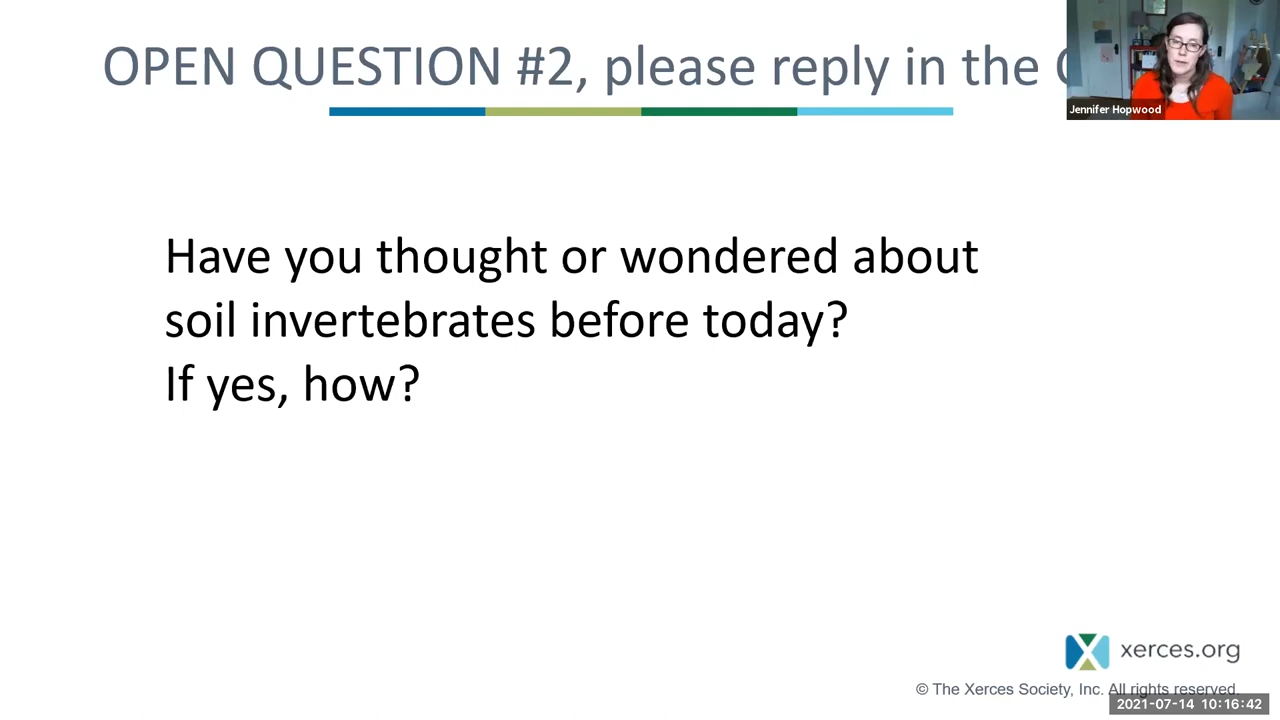 OPEN QUESTION #2, please reply in the
Jennifer Hopwood
Have you thought or wondered about
soil invertebrates before today?
If yes, how?
xerces.org
© The Xerces Society, Inc. All rights reserved.
2021-07-14 10:16:42